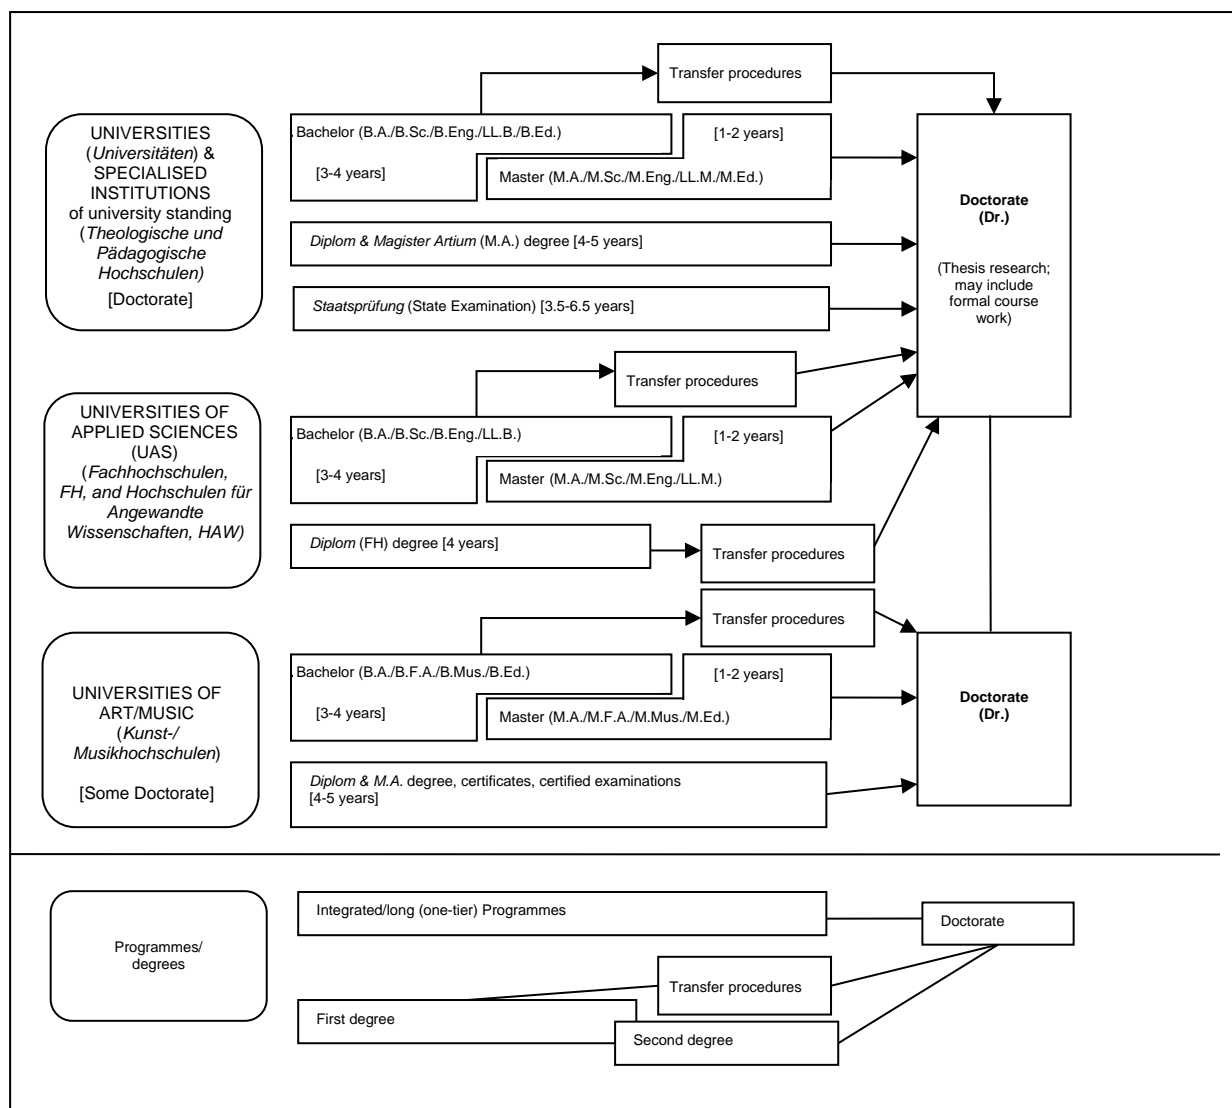 Transfer procedures
UNIVERSITIES
(Universitäten) &
SPECIALISED
INSTITUTIONS
of university standing
(Theologische und
Pädagogische
Hochschulen)
[Doctorate]
. Bachelor (B.A./B.Sc./B.Eng./LL.B./B.Ed.)
[3-4 years]
[1-2 years]
Master (M.A./M.Sc./M.Eng./LL.M./M.Ed.)
Diplom & Magister Artium (M.A.) degree [4-5 years]
Staatsprüfung (State Examination) [3.5-6.5 years]
Doctorate
(Dr.)
(Thesis research;
may include
formal course
work)
Transfer procedures
UNIVERSITIES OF
APPLIED SCIENCES
(UAS)
(Fachhochschulen,
FH, and Hochschulen für
Angewandte
Wissenschaften, HAW)
. Bachelor (B.A./B.Sc./B.Eng./LL.B.)
[3-4 years]
[1-2 years]
Master (M.A./M.Sc./M.Eng./LL.M.)
Diplom (FH) degree [4 years]
Transfer procedures
Transfer procedures
UNIVERSITIES OF
ART/MUSIC
(Kunst-/
Musikhochschulen)
[Some Doctorate]
. Bachelor (B.A./B.F.A./B.Mus./B.Ed.)
[3-4 years]
[1-2 years]
Master (M.A./M.F.A./M.Mus./M.Ed.)
Diplom & M.A. degree, certificates, certified examinations
[4-5 years]
Doctorate
(Dr.)
Programmes/
degrees
Integrated/long (one-tier) Programmes
Doctorate
Transfer procedures
First degree
Second degree